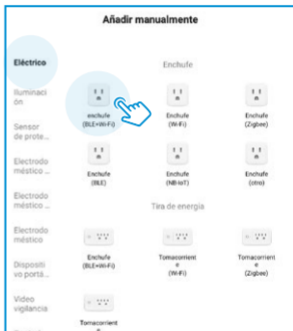 Añadir manualmente
Eléctrico
Iluminaci
ón
Sensor
de prote...
Electrodo
méstico ...
Electrodo
méstico ...
Electrodo
méstico
Dispositi
vo portá...
Video
vigilancia
Enchufe
enchufe
(BLE+Wi-Fi)
Enchufe
(Wi-Fi)
Enchufe
(Zigbee)
Enchufe
(BLE)
Enchufe
(NB-IoT)
Enchufe
(otro)
Tea de energía
Enchufe
(BLE+Wi-Fi)
Tomacorrient
e
(Wi-Fi)
Tomacorrient
e
(Zigbee)
Tomacorrient
e